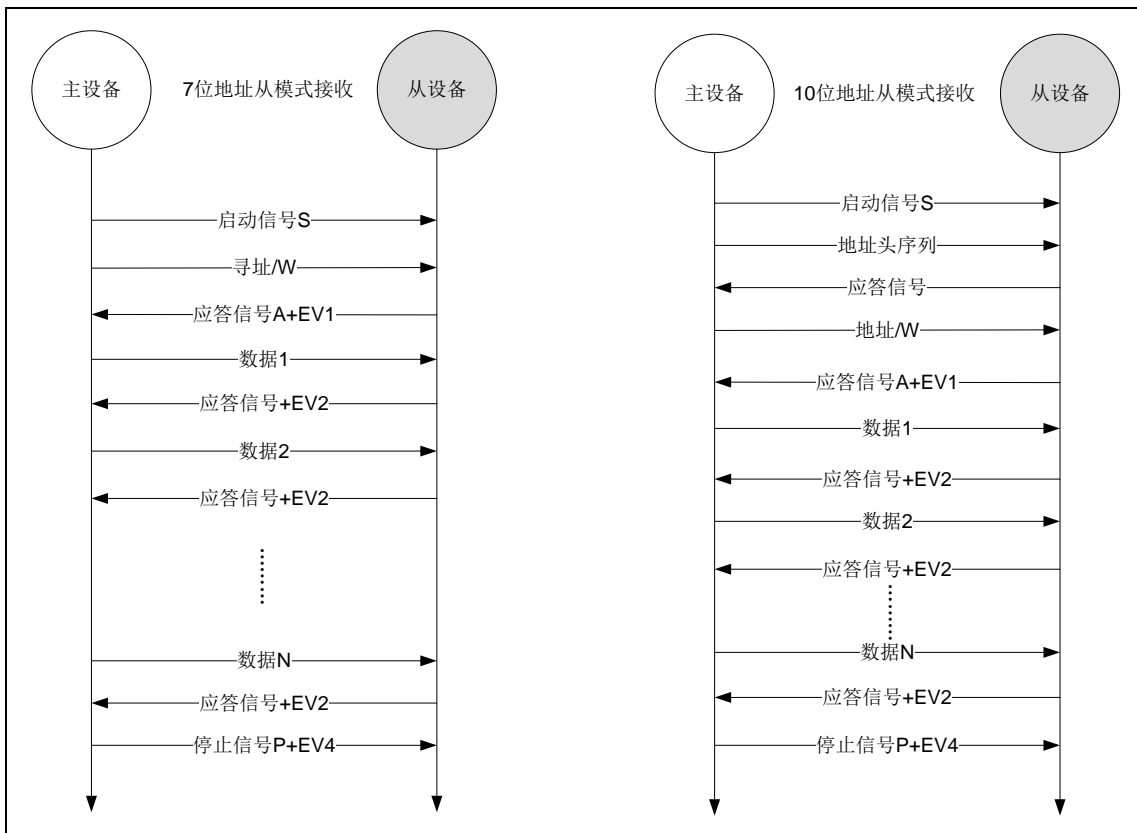 主设备
7位地址从模式接收
从设备
启动信号S
寻址/W
应答信号A+EV1
数据1
应答信号+EV2
数据2
应答信号+EV2
数据N
应答信号+EV2
停止信号P+EV4
主设备
10位地址从模式接收
从设备
启动信号S
地址头序列
应答信号
地址/W
应答信号A+EV1
数据1
应答信号+EV2
数据2
应答信号+EV2
数据N
应答信号+EV2
停止信号P+EV4